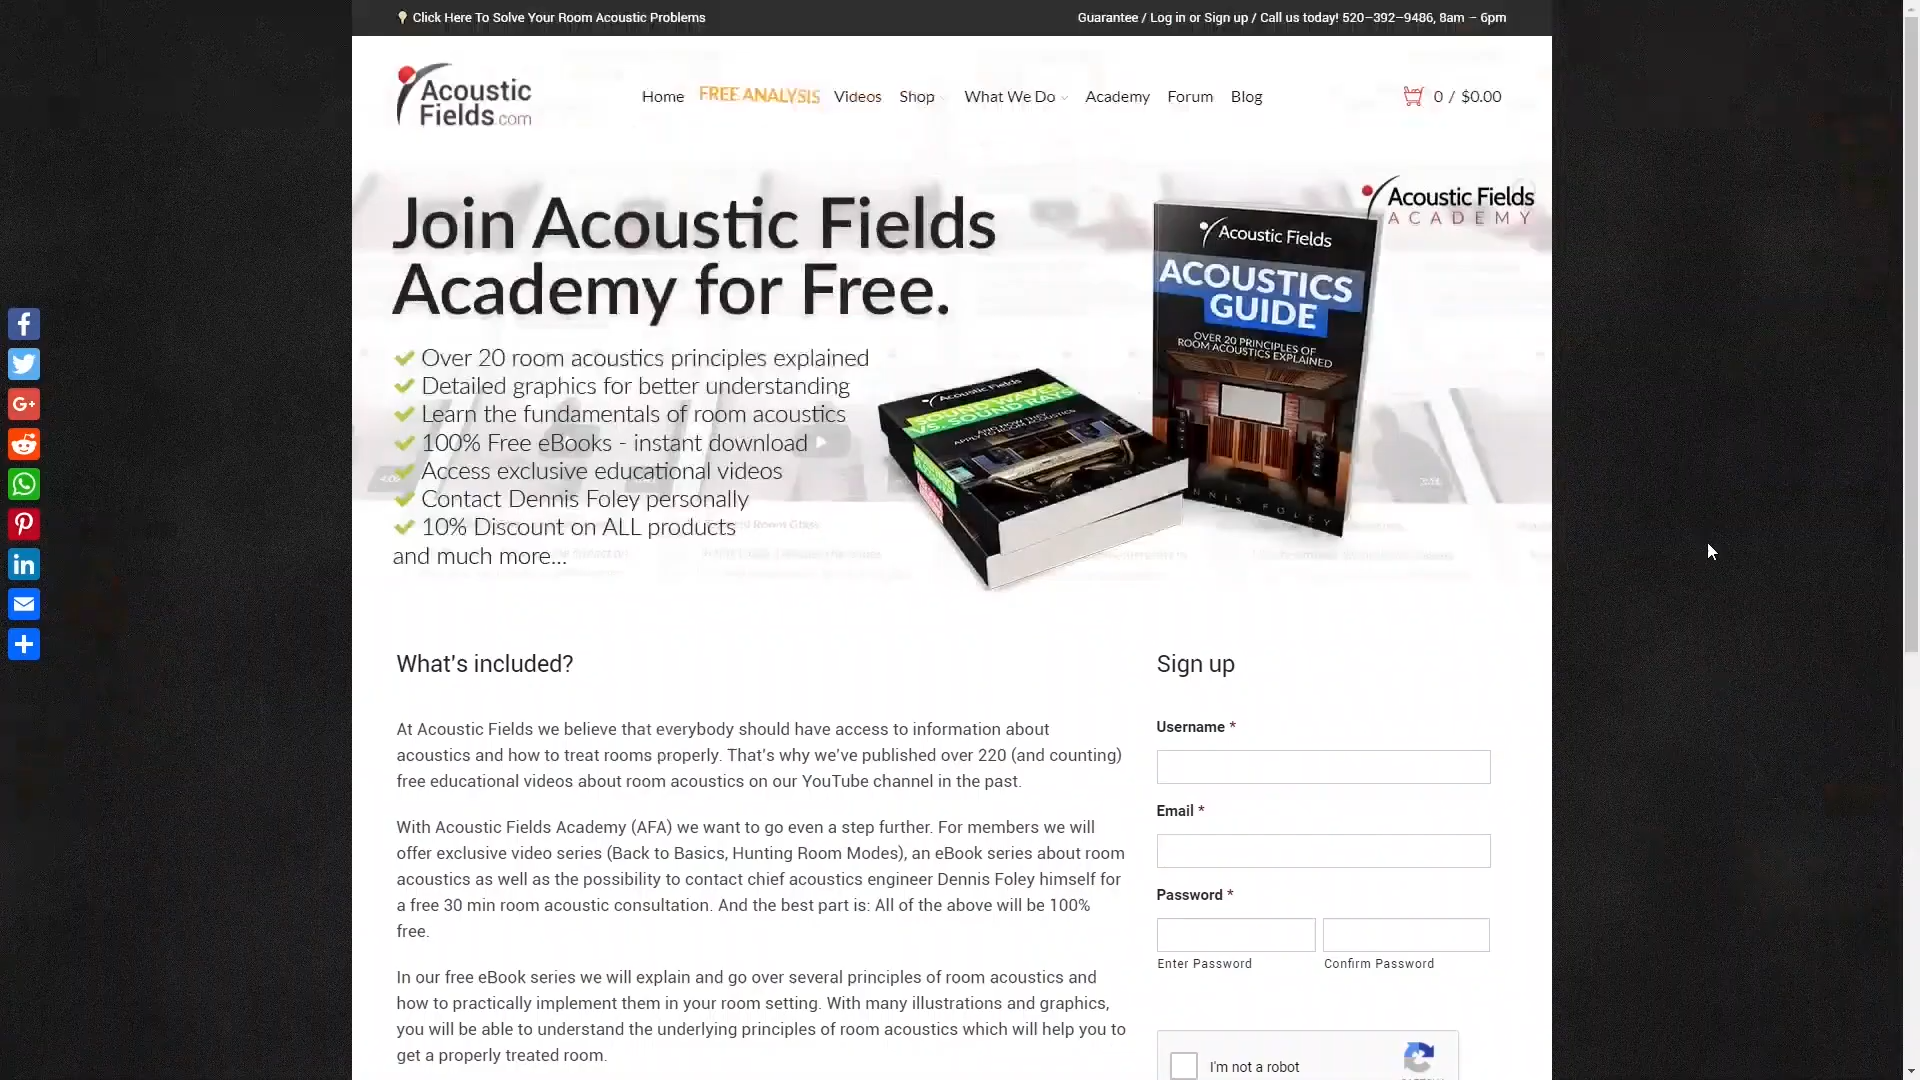 Click Here To Solve Your Room Acoustic Problems
Guarantee / Log in or Sign up / Call us today! 520–392–9486, 8am – 6pm
Acoustic
Fields.com
Home
FREE ANALYSIS
Videos
Shop
What We Do
Academy
Forum
Blog
0 / $0.00
Join Acoustic Fields
Academy for Free.
Over 20 room acoustics principles explained
Detailed graphics for better understanding
Learn the fundamentals of room acoustics
100% Free eBooks - instant download
Access exclusive educational videos
Contact Dennis Foley personally
10% Discount on ALL products
and much more...
Acoustic Fields
ACADEMY
Acoustic Fields
ACOUSTICS
GUIDE
OVER 20 PRINCIPLES OF
ROOM ACOUSTICS EXPLAINED
Acoustic Fields
SOUND WAVES
VS. SOUND RAYS
AND HOW THEY
APPLY TO ROOM ACOUSTICS
What's included?
At Acoustic Fields we believe that everybody should have access to information about
acoustics and how to treat rooms properly. That's why we've published over 220 (and counting)
free educational videos about room acoustics on our YouTube channel in the past.
With Acoustic Fields Academy (AFA) we want to go even a step further. For members we will
offer exclusive video series (Back to Basics, Hunting Room Modes), an eBook series about room
acoustics as well as the possibility to contact chief acoustics engineer Dennis Foley himself for
a free 30 min room acoustic consultation. And the best part is: All of the above will be 100%
free.
In our free eBook series we will explain and go over several principles of room acoustics and
how to practically implement them in your room setting. With many illustrations and graphics,
you will be able to understand the underlying principles of room acoustics which will help you to
get a properly treated room.
Sign up
Username *
Email *
Password *
Enter Password
Confirm Password
I'm not a robot